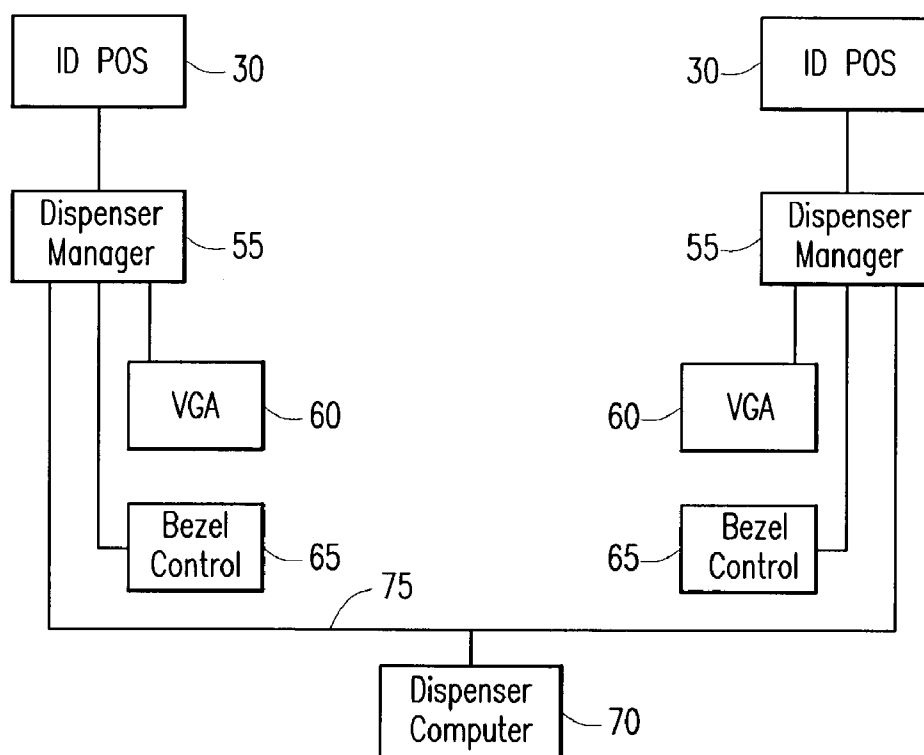 ID POS
30
30
ID POS
Dispenser
Manager
55
55
Dispenser
Manager
VGA
60
60
VGA
Bezel
Control
65
65
Bezel
Control
75
Dispenser
Computer
70